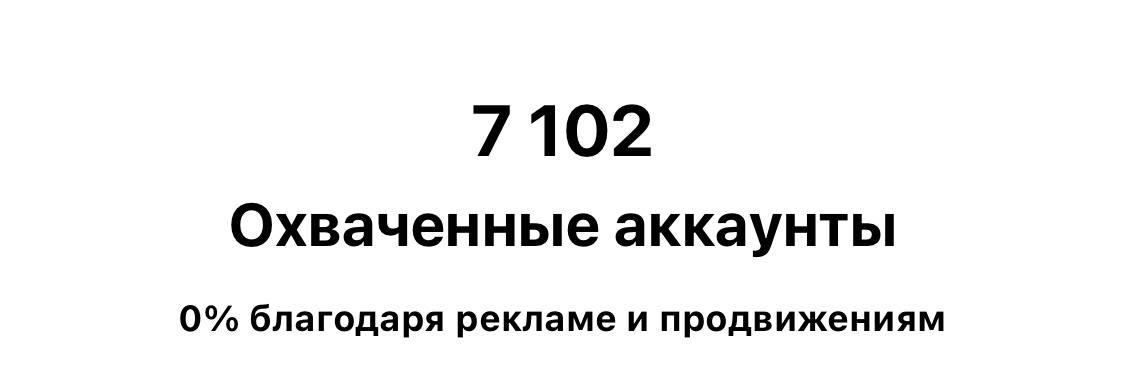 7 102
Охваченные аккаунты
0% благодаря рекламе и продвижениям